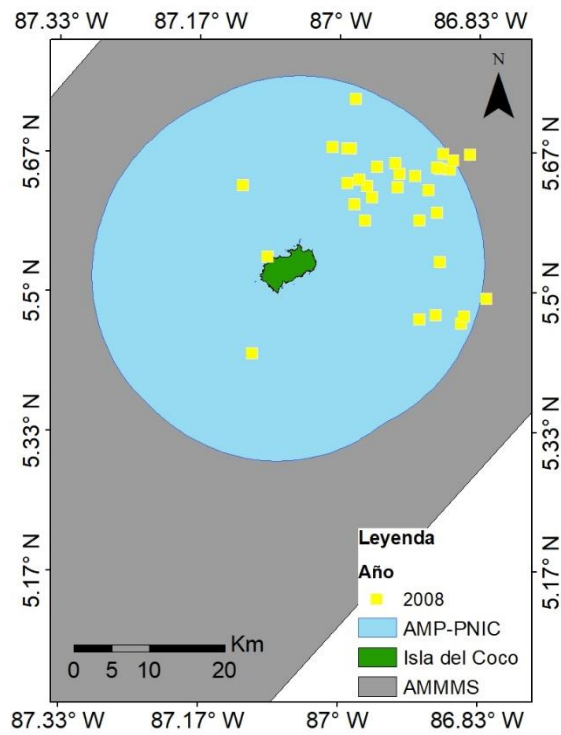 87.33° W 87.17° W 87° W 86.83° W
N
5.67° N 5.67° N
5.5° N 5.5° N
5.33° N 5.33° N
5.17° N 5.17° N
Leyenda
Año
2008
AMP-PNIC
Isla del Coco
AMMMS
Km
0 5 10 20
87.33° W 87.17° W 87° W 86.83° W